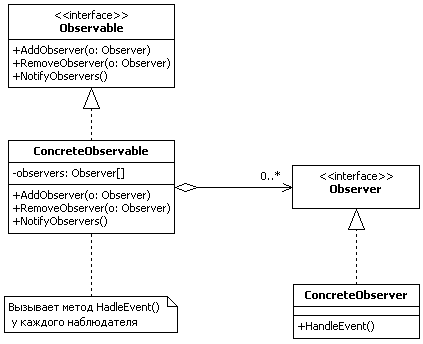 <<interface>>
Observable
+AddObserver(o: Observer)
+RemoveObserver(o: Observer)
+NotifyObservers()
ConcreteObservable
-observers: Observer[]
+AddObserver(o: Observer)
+RemoveObserver(o: Observer)
+NotifyObservers()
0..*
<<interface>>
Observer
Вызывает метод HadleEvent()
у каждого наблюдателя
ConcreteObserver
+HandleEvent()